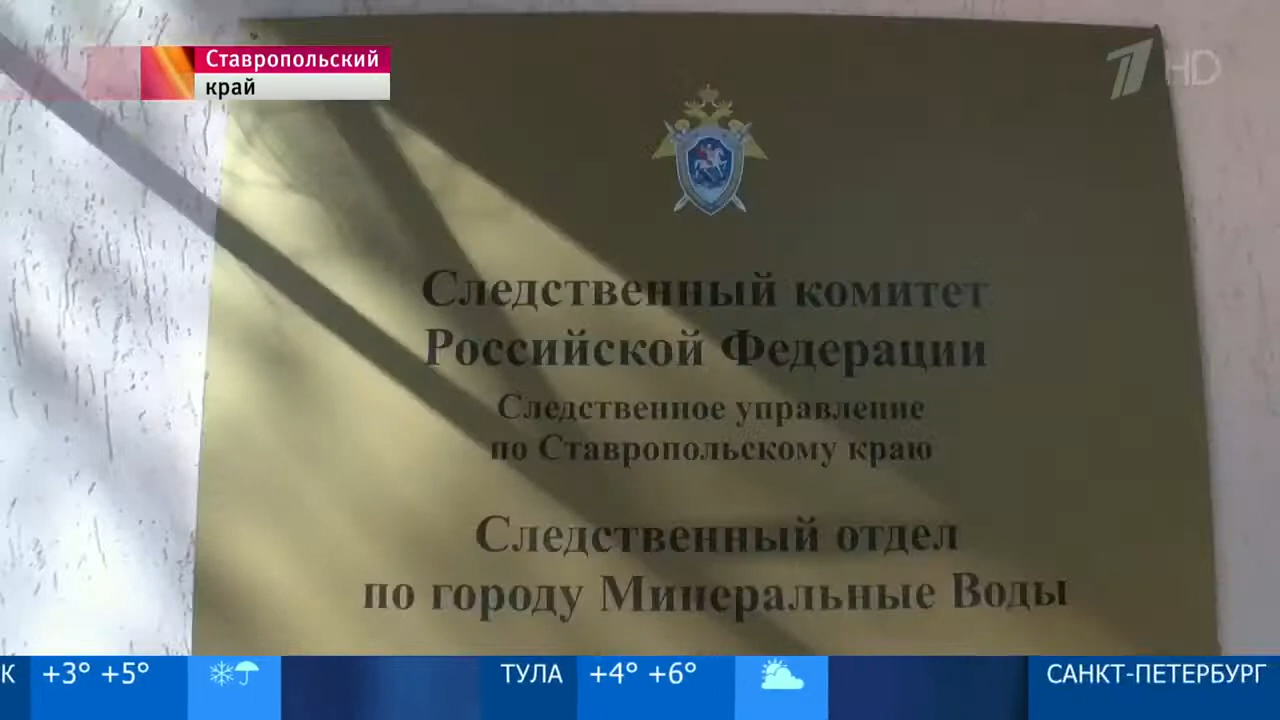 Ставропольский
край
HD
Следственный комитет
Российской Федерации
Следственное управление
по Ставропольскому краю
Следственный отдел
по городу Минеральные Воды
К +3° +5° ТУЛА +4° +6° САНКТ-ПЕТЕРБУРГ